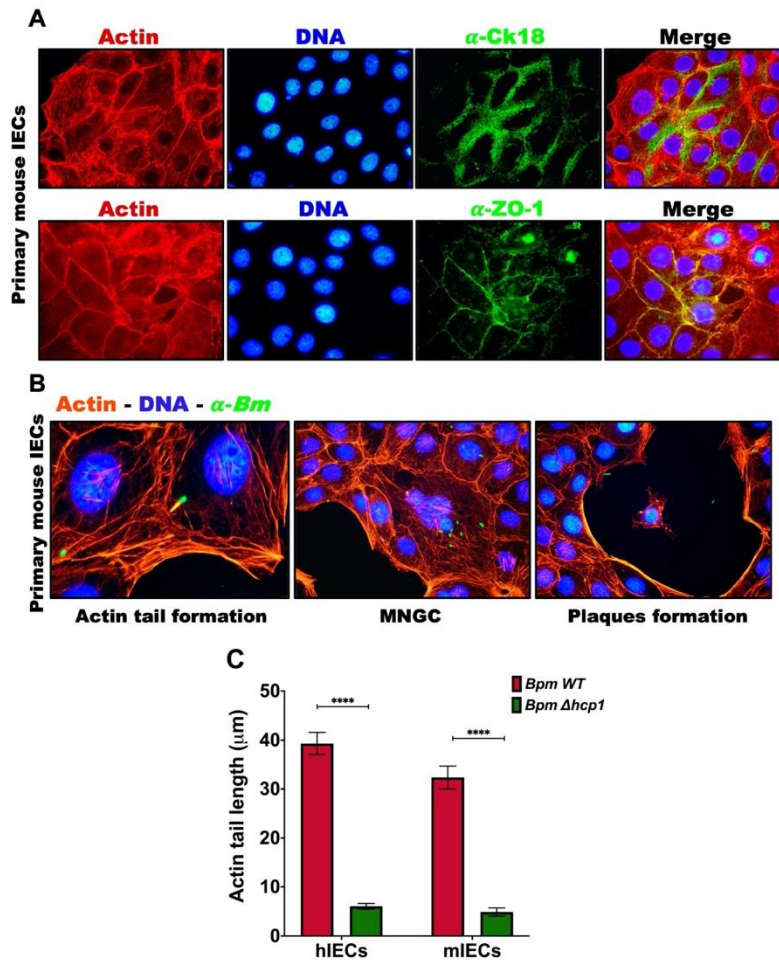 A
Actin DNA α-Ck18 Merge
Primary mouse IECs
Actin DNA α-ZO-1 Merge
B
Actin - DNA - α-Bm
Primary mouse IECs
Actin tail formation MNGC Plaques formation
C
Bpm WT
Bpm Δhcp1
Actin tail length (μm)
50
40
30
20
10
0
**** ****
hIECs mIECs